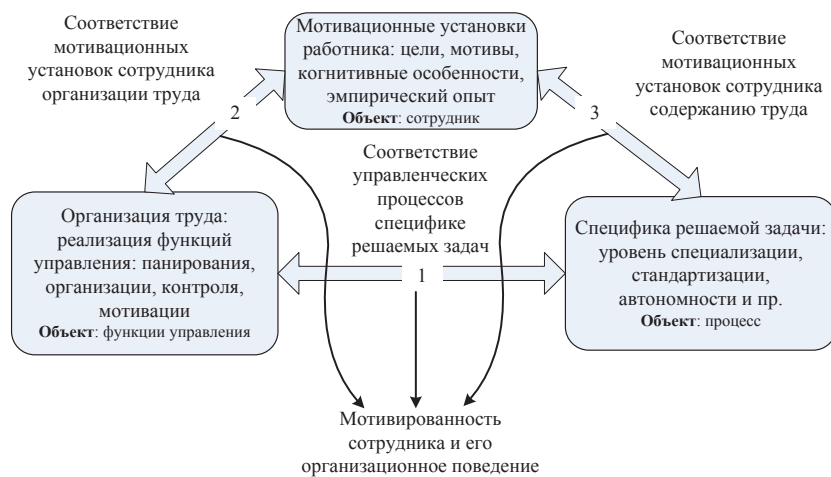 Соответствие
мотивационных
установок сотрудника
организации труда
Мотивационные установки
работника: цели, мотивы,
когнитивные особенности,
эмпирический опыт
Объект: сотрудник
Соответствие
мотивационных
установок сотрудника
содержанию труда
2
3
Соответствие
управленческих
процессов
специфике
решаемых задач
Организация труда:
реализация функций
управления: панирования,
организации, контроля,
мотивации
Объект: функции управления
1
Специфика решаемой задачи:
уровень специализации,
стандартизации,
автономности и пр.
Объект: процесс
Мотивированность
сотрудника и его
организационное поведение